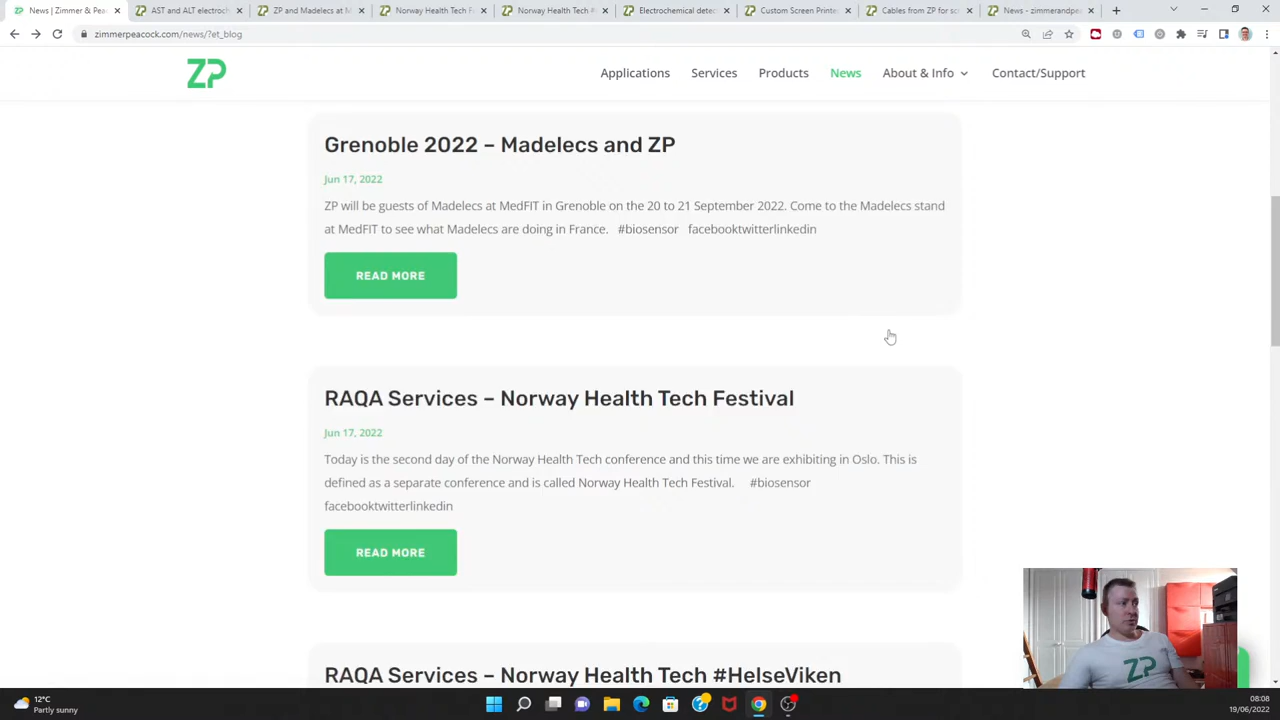 News | Zimmer & Pea
AST and ALT electroch
ZP and Madelecs at M
Norway Health Tech F
Norway Health Tech #
Electrochemical detec
Custom Screen Printe
Cables from ZP for sc
News - zimmerandpe
zimmerpeacock.com/news/?et_blog
ZP
Applications
Services
Products
News
About & Info
Contact/Support
Grenoble 2022 – Madelecs and ZP
Jun 17, 2022
ZP will be guests of Madelecs at MedFIT in Grenoble on the 20 to 21 September 2022. Come to the Madelecs stand
at MedFIT to see what Madelecs are doing in France. #biosensor facebooktwitterlinkedin
READ MORE
RAQA Services – Norway Health Tech Festival
Jun 17, 2022
Today is the second day of the Norway Health Tech conference and this time we are exhibiting in Oslo. This is
defined as a separate conference and is called Norway Health Tech Festival. #biosensor
facebooktwitterlinkedin
READ MORE
RAQA Services – Norway Health Tech #HelseViken
ZP
12°C
Partly sunny
08:08
19/06/2022